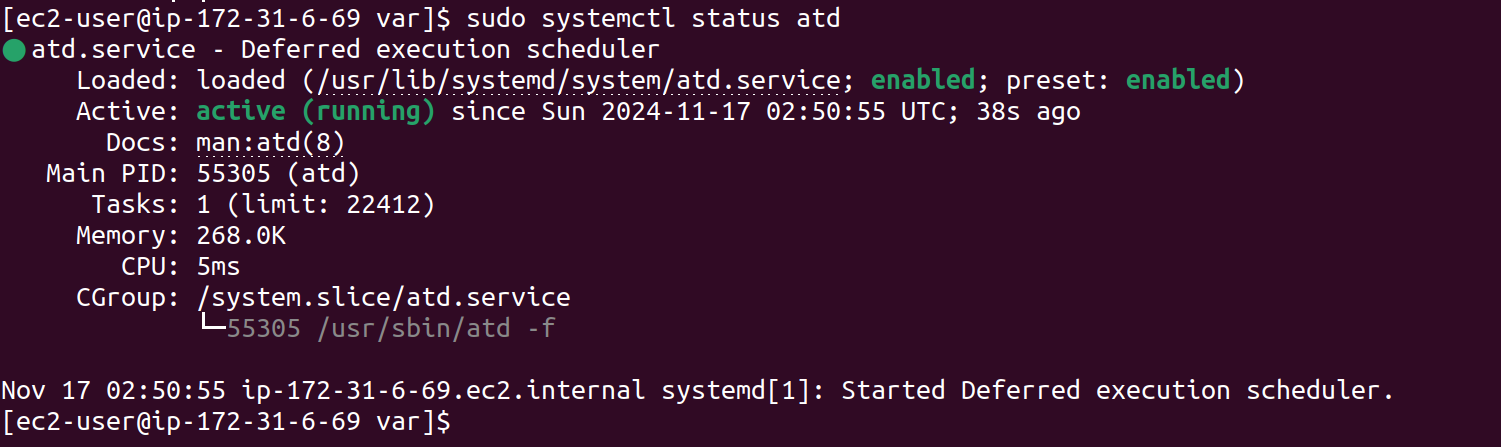 [ec2-user@ip-172-31-6-69 var]$ sudo systemctl status atd
● atd.service - Deferred execution scheduler
     Loaded: loaded (/usr/lib/systemd/system/atd.service; enabled; preset: enabled)
     Active: active (running) since Sun 2024-11-17 02:50:55 UTC; 38s ago
       Docs: man:atd(8)
   Main PID: 55305 (atd)
      Tasks: 1 (limit: 22412)
     Memory: 268.0K
        CPU: 5ms
     CGroup: /system.slice/atd.service
             └─55305 /usr/sbin/atd -f

Nov 17 02:50:55 ip-172-31-6-69.ec2.internal systemd[1]: Started Deferred execution scheduler.
[ec2-user@ip-172-31-6-69 var]$